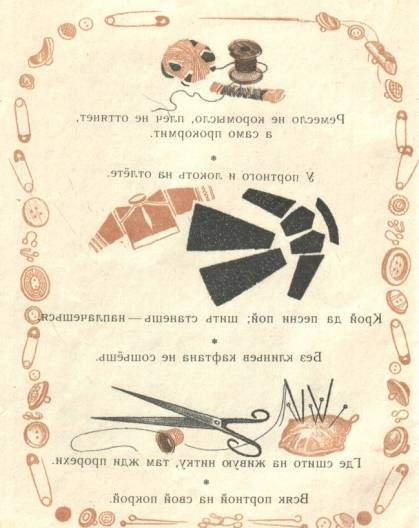 Ремесло не коромысло, плеч не оттянет,
а само прокормит.
*
У портного и локоть на отлёте.
Крой да песни пой; шить станешь — наплачешься.
*
Без клиньев кафтана не сошьёшь.
Где сшито на живую нитку, там жди прорехи.
*
Всяк портной на свой покрой.